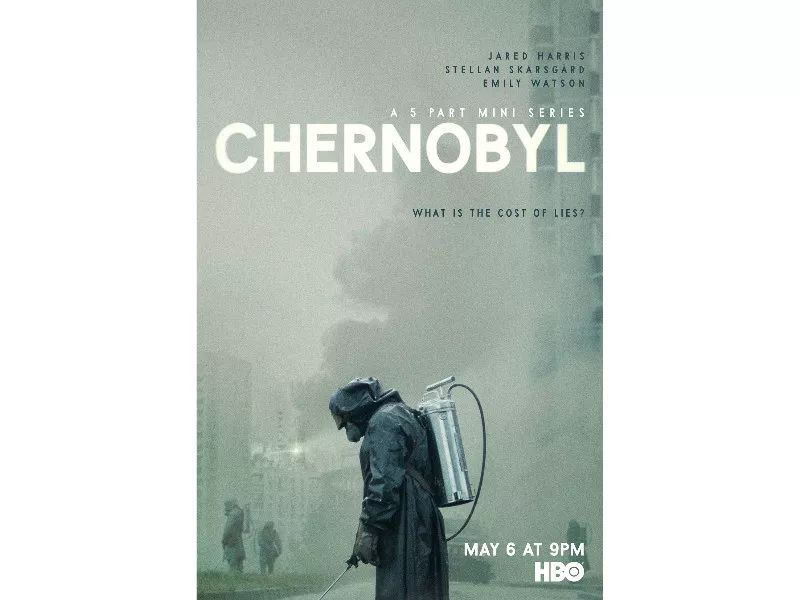 JARED HARRIS
STELLAN SKARSGARD
EMILY WATSON
A 5 PART MINI SERIES
CHERNOBYL
WHAT IS THE COST OF LIES?
MAY 6 AT 9PM
HBO